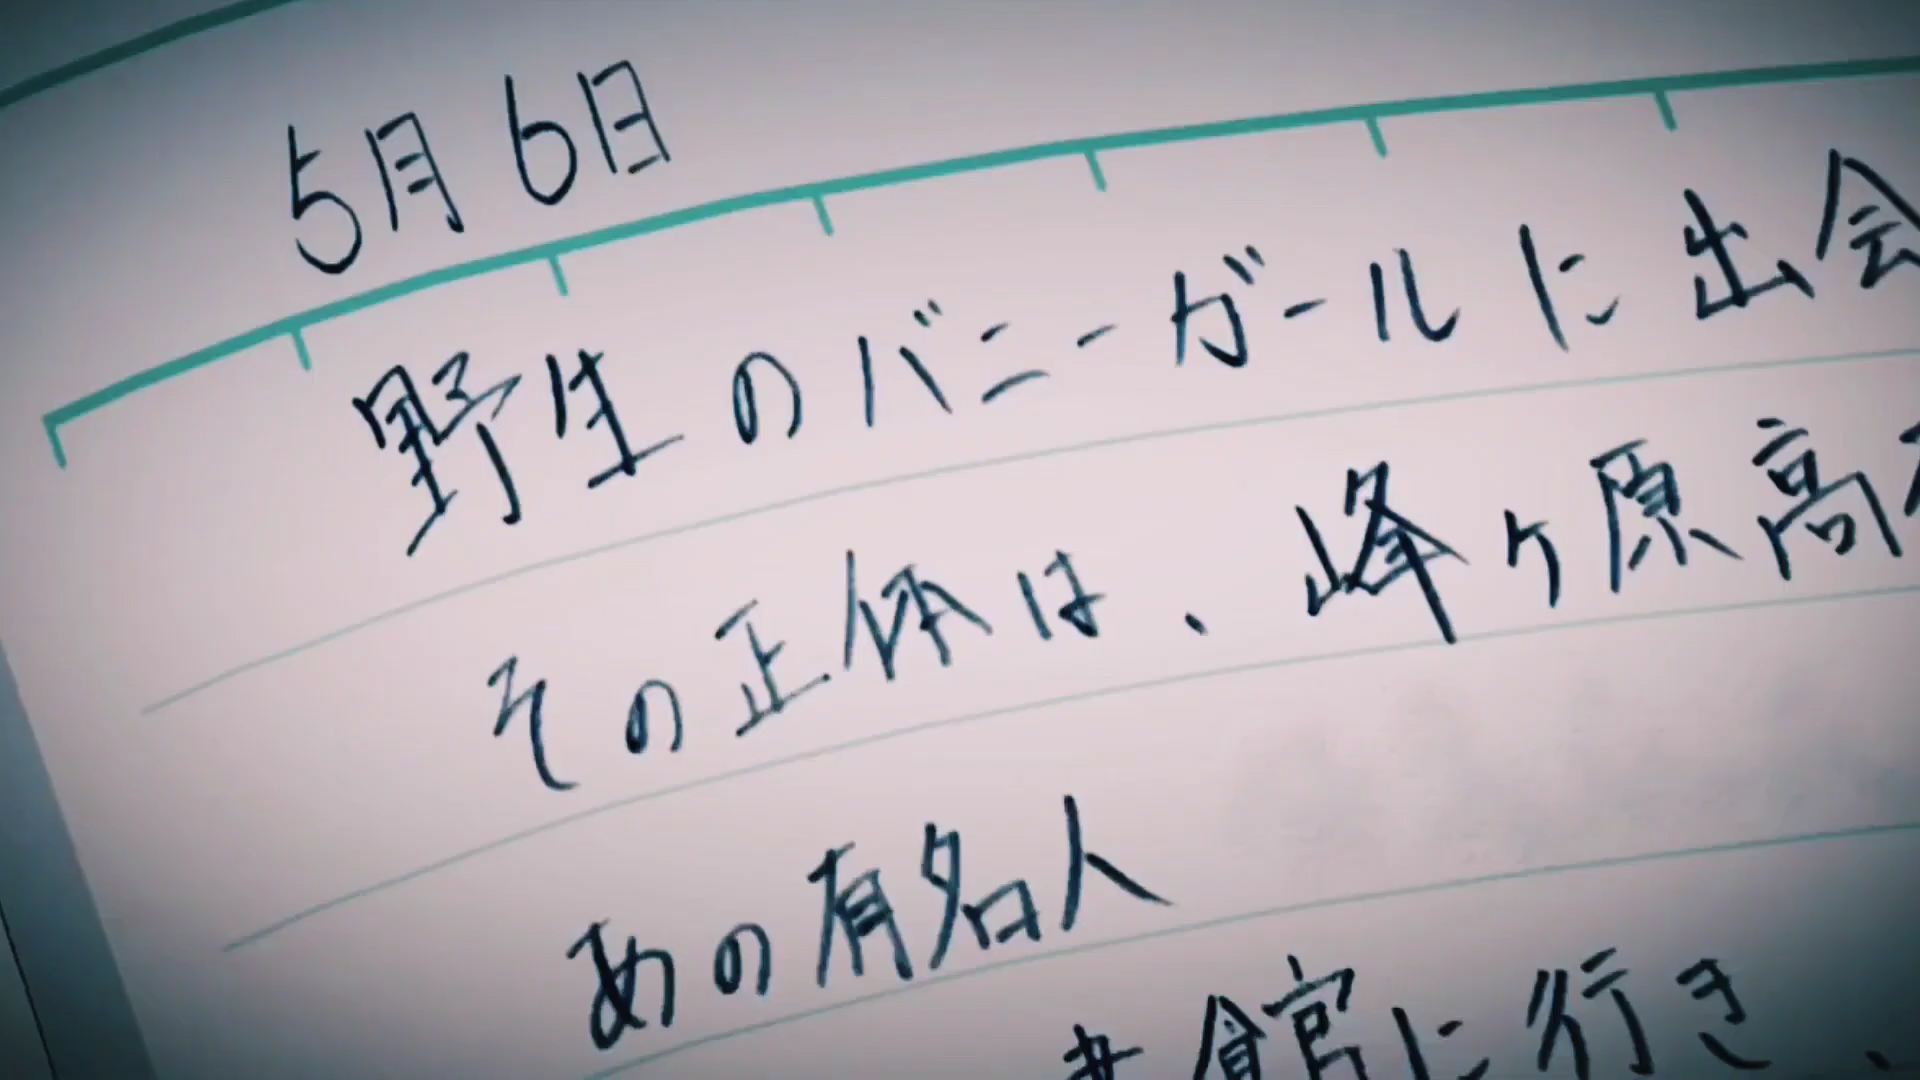 5月6日
野生のバニーガールに出会
その正体は、峰ヶ原高
あの有名人
館に行き、